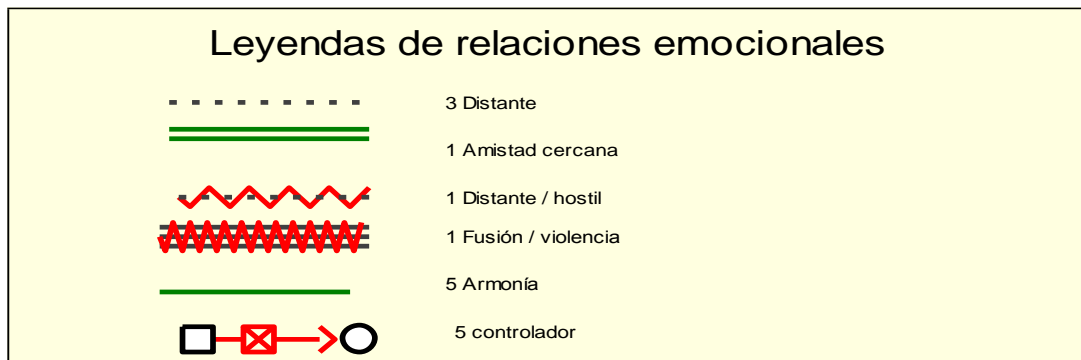 Leyendas de relaciones emocionales
3 Distante
1 Amistad cercana
1 Distante / hostil
1 Fusión / violencia
5 Armonía
5 controlador